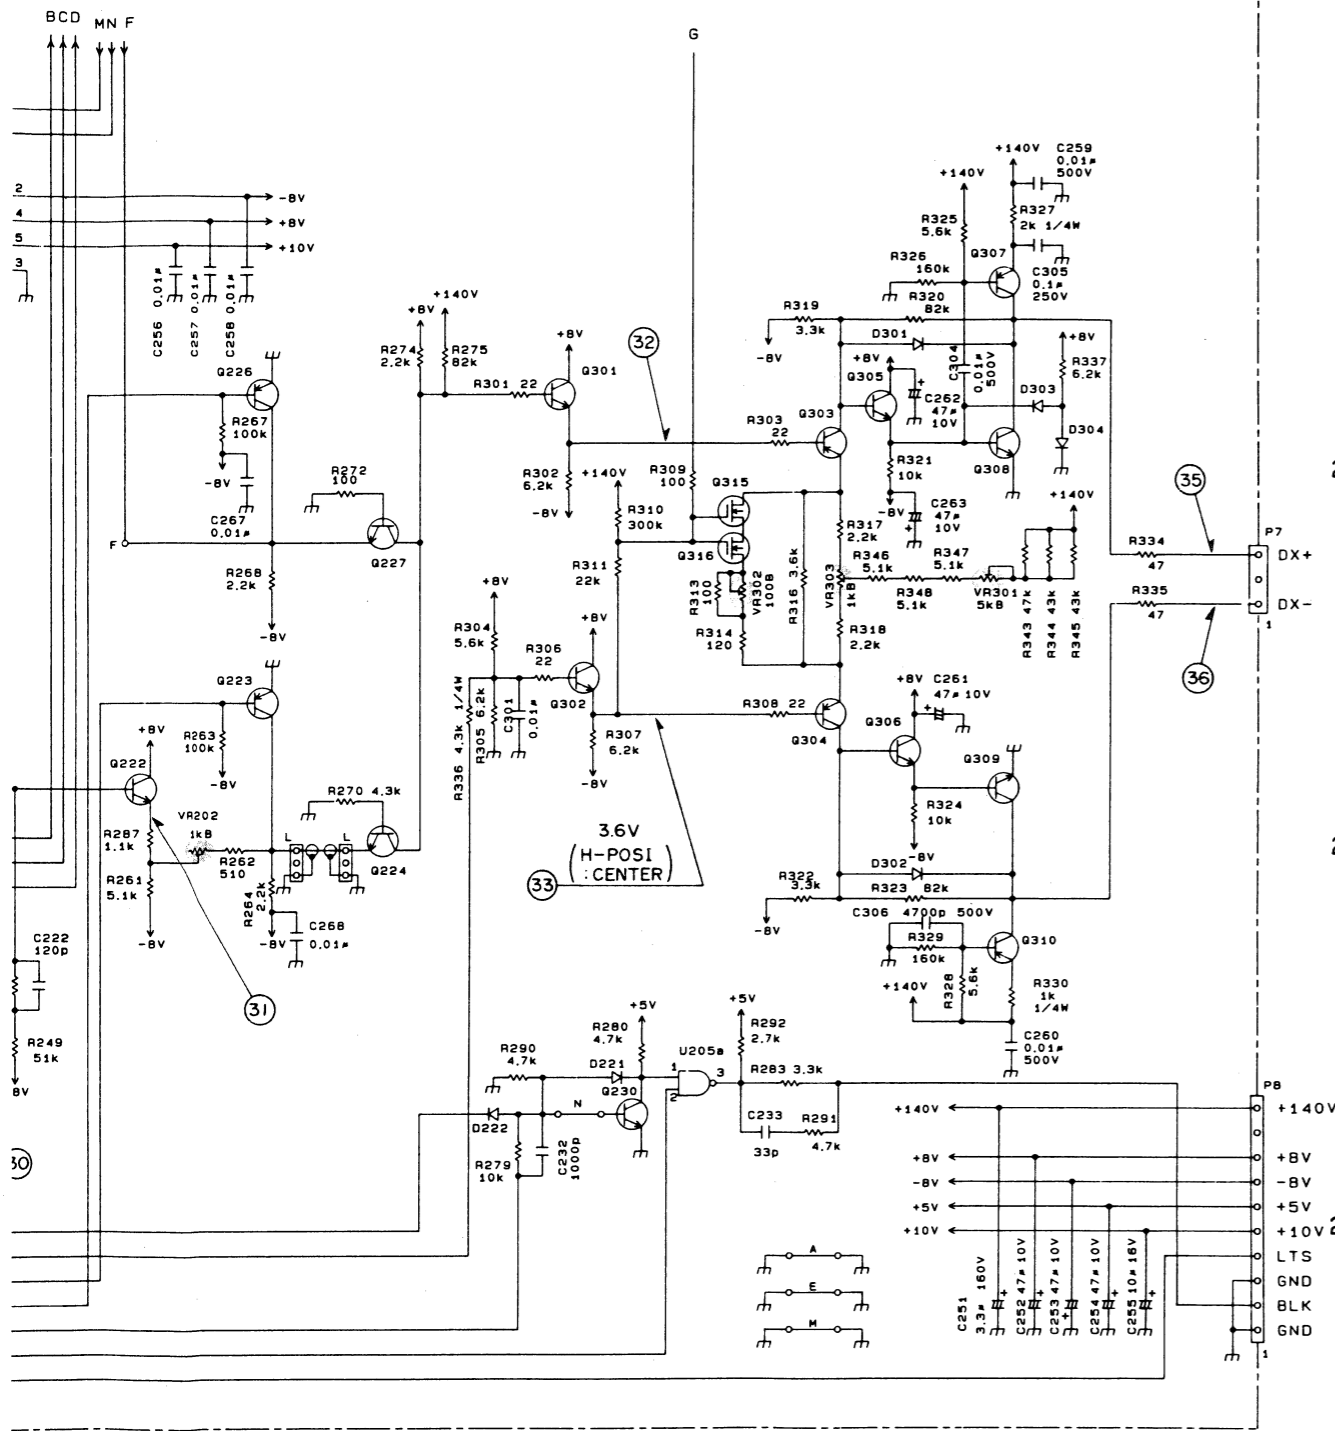 BCD MN F
G
2
4
5
3
-8V
+8V
+10V
C256 0.01µ
C257 0.01µ
C258 0.01µ
Q226
R267
100k
-8V
C267
0.01µ
R272
100
F
Q227
R268
2.2k
-8V
+8V
+140V
R274
2.2k
R275
82k
R301 22
+8V
Q301
32
R302
6.2k
-8V
+140V
R309
100
R310
300k
R311
22k
Q315
Q316
R313
100
VR302
100B
R314
120
R316 3.6k
R303
22
Q303
R317
2.2k
VR303
1kB
R318
2.2k
R346
5.1k
R348
5.1k
R347
5.1k
VR301
5kB
R343 47k
R344 43k
R345 43k
+140V
R319
3.3k
-8V
R320
82k
D301
+8V
Q305
C262
47µ
10V
R321
10k
-8V
C263
47µ
10V
R326
160k
R325
5.6k
+140V
Q307
C304
0.01µ
500V
+140V
C259
0.01µ
500V
R327
2k 1/4W
C305
0.1µ
250V
+8V
R337
6.2k
D303
D304
Q308
35
R334
47
R335
47
36
P7
DX+
DX-
1
2
Q223
R263
100k
-8V
+8V
Q222
R287
1.1k
R261
5.1k
-8V
VR202
1kB
R262
510
R264
2.2k
-8V
C268
0.01µ
L
L
R270 4.3k
Q224
31
C222
120p
R249
51k
8V
30
+8V
R304
5.6k
R336 4.3k 1/4W
R305 6.2k
C301
0.01µ
R306
22
+8V
Q302
R307
6.2k
-8V
3.6V
(H-POSI
:CENTER)
33
R308 22
Q304
+8V
C261
47µ 10V
Q306
R324
10k
-8V
Q309
D302
R322
3.3k
-8V
R323 82k
C306 4700p 500V
R329
160k
R328
5.6k
+140V
Q310
R330
1k
1/4W
C260
0.01µ
500V
2
R290
4.7k
D222
R279
10k
C232
1000p
N
D221
R280
4.7k
+5V
Q230
U205a
1
2
3
+5V
R292
2.7k
R283 3.3k
C233
33p
R291
4.7k
A
E
M
P8
+140V
+8V
-8V
+5V
+10V
C251
3.3µ 160V
C252 47µ 10V
C253 47µ 10V
C254 47µ 10V
C255 10µ 16V
+140V
+8V
-8V
+5V
+10V
2
LTS
GND
BLK
GND
1